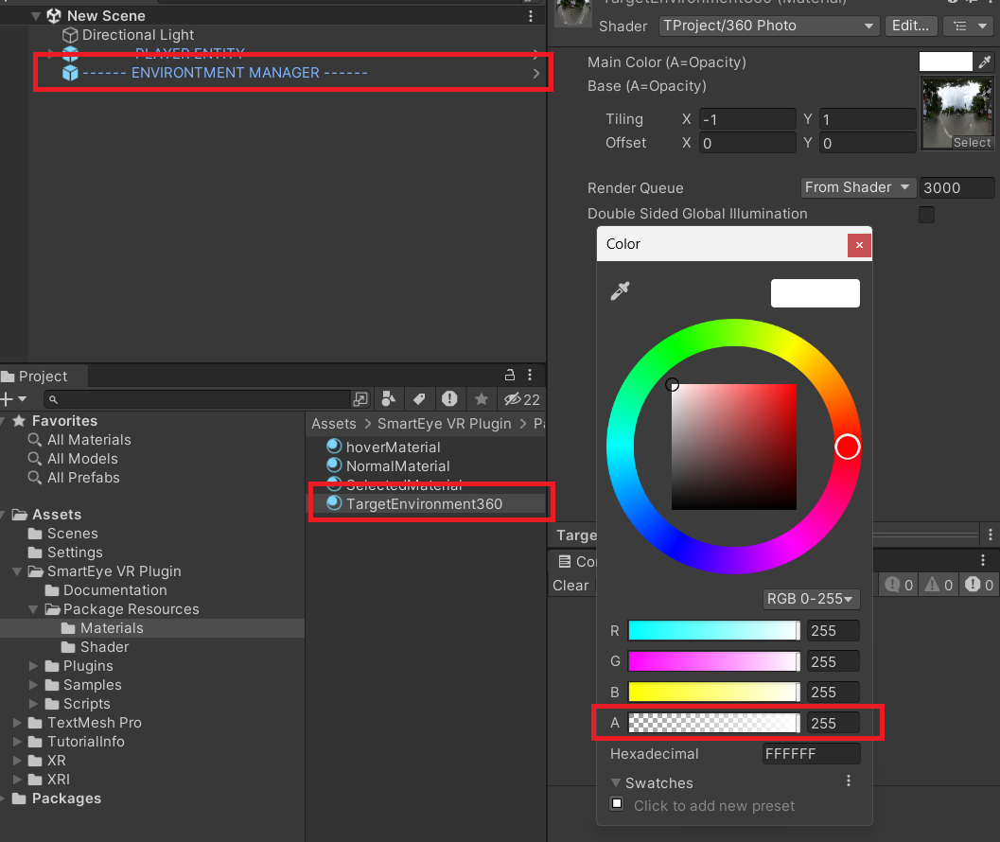 New Scene
Directional Light
PLAYER ENTITY
------ ENVIRONTMENT MANAGER ------
Project
22
Favorites
All Materials
All Models
All Prefabs
Assets
Scenes
Settings
SmartEye VR Plugin
Documentation
Package Resources
Materials
Shader
Plugins
Samples
Scripts
TextMesh Pro
TutorialInfo
XR
XRI
Packages
Assets > SmartEye VR Plugin > Pa
hoverMaterial
NormalMaterial
SelectedMaterial
TargetEnvironment360
TargetEnvironment360 (Material)
Shader TProject/360 Photo Edit...
Main Color (A=Opacity)
Base (A=Opacity)
Tiling X -1 Y 1
Offset X 0 Y 0
Select
Render Queue From Shader 3000
Double Sided Global Illumination
Color
RGB 0-255
R 255
G 255
B 255
A 255
Hexadecimal FFFFFF
Swatches
Click to add new preset
Targe
Co
Clear 0 0 0